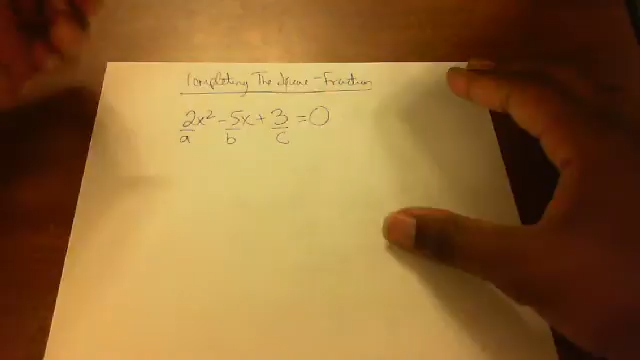 Completing The Square - Fraction
2x² - 5x + 3 = 0
a b c